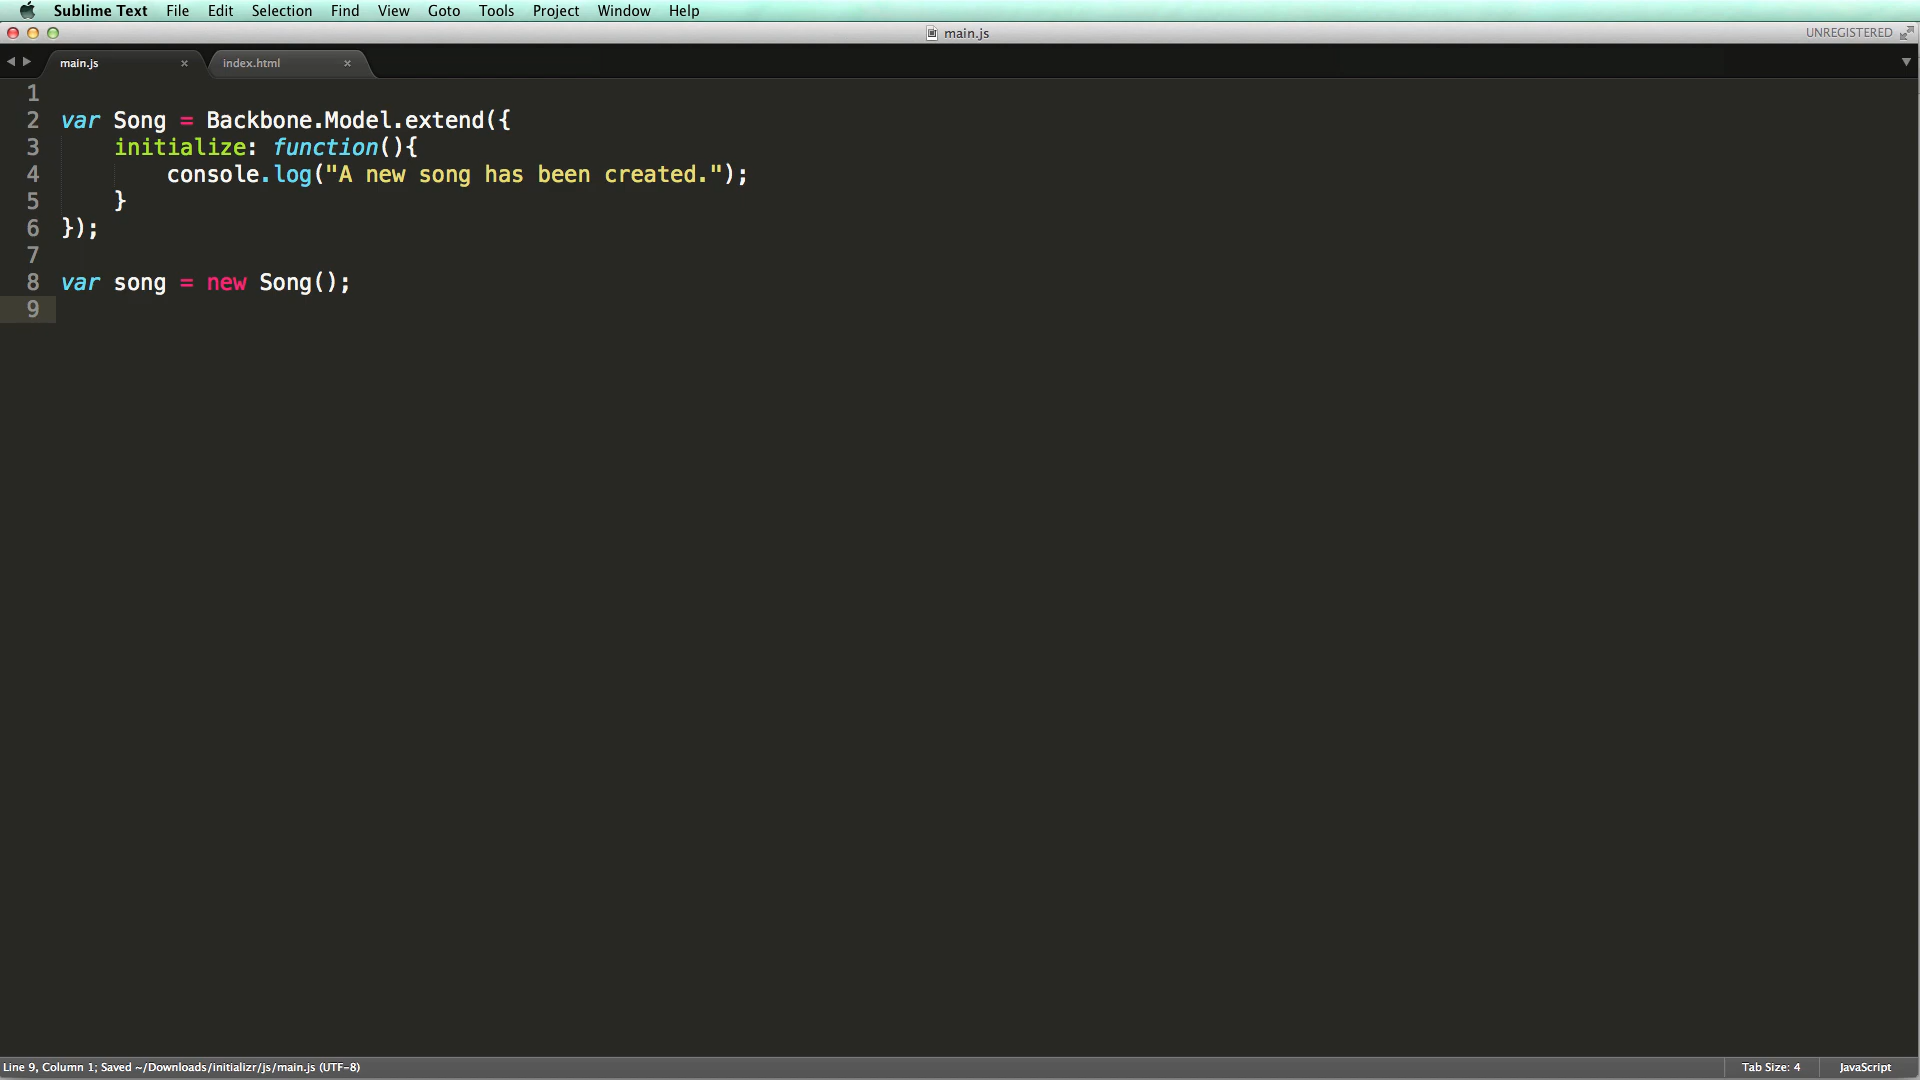 Sublime Text File Edit Selection Find View Goto Tools Project Window Help
main.js
UNREGISTERED
main.js × index.html ×
1
2 var Song = Backbone.Model.extend({
3     initialize: function(){
4         console.log("A new song has been created.");
5     }
6 });
7
8 var song = new Song();
9
Line 9, Column 1; Saved ~/Downloads/initializr/js/main.js (UTF-8) Tab Size: 4 JavaScript